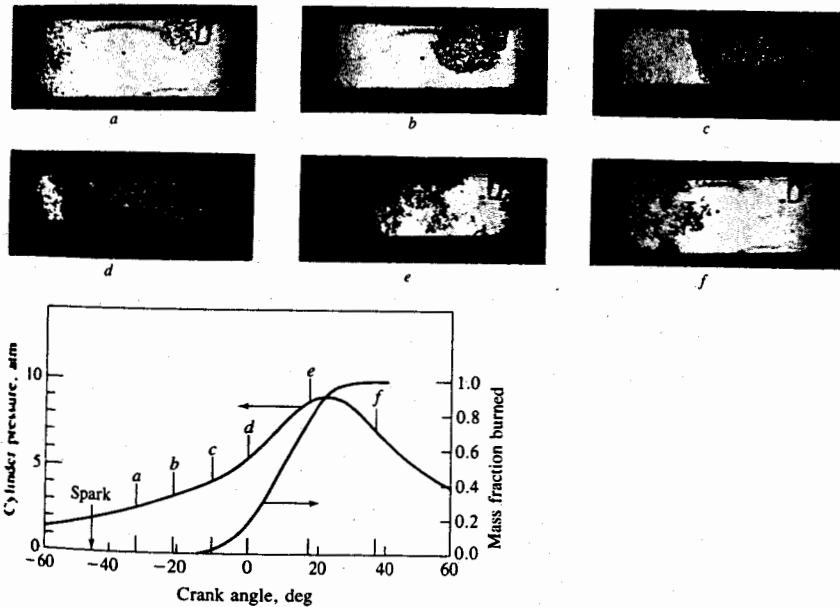 a
b
c
d
e
f
10
5
0
Cylinder pressure, atm
Spark
a
b
c
d
e
f
1.0
0.8
0.6
0.4
0.2
0.0
Mass fraction burned
-60
-40
-20
0
20
40
60
Crank angle, deg